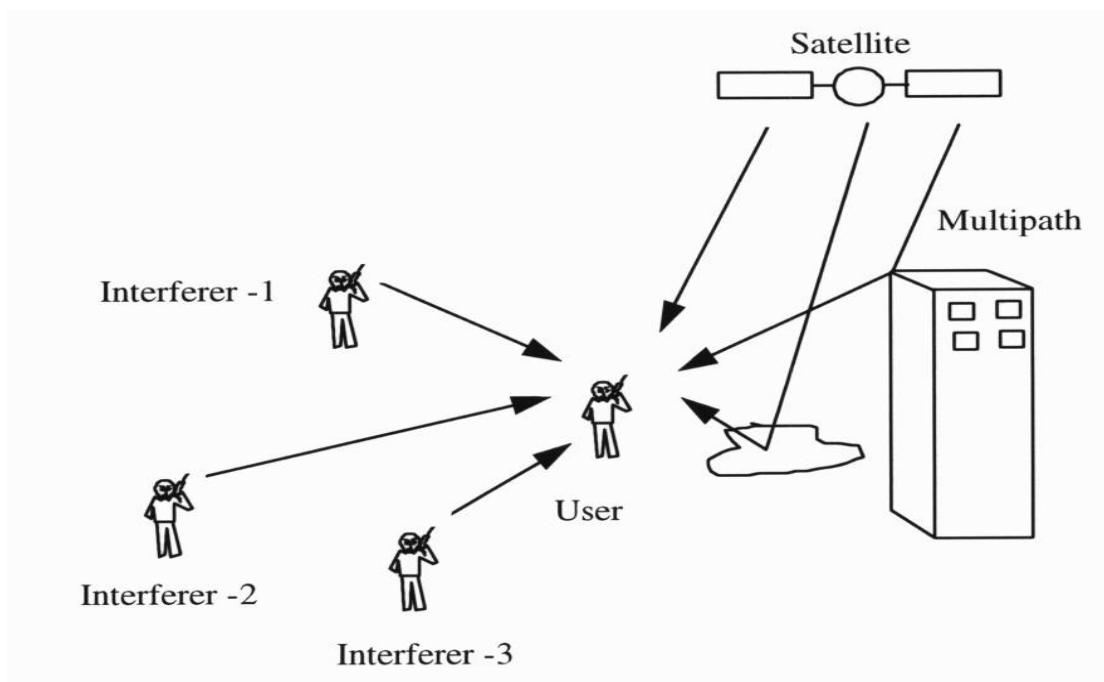 Satellite
Multipath
Interferer -1
User
Interferer -2
Interferer -3